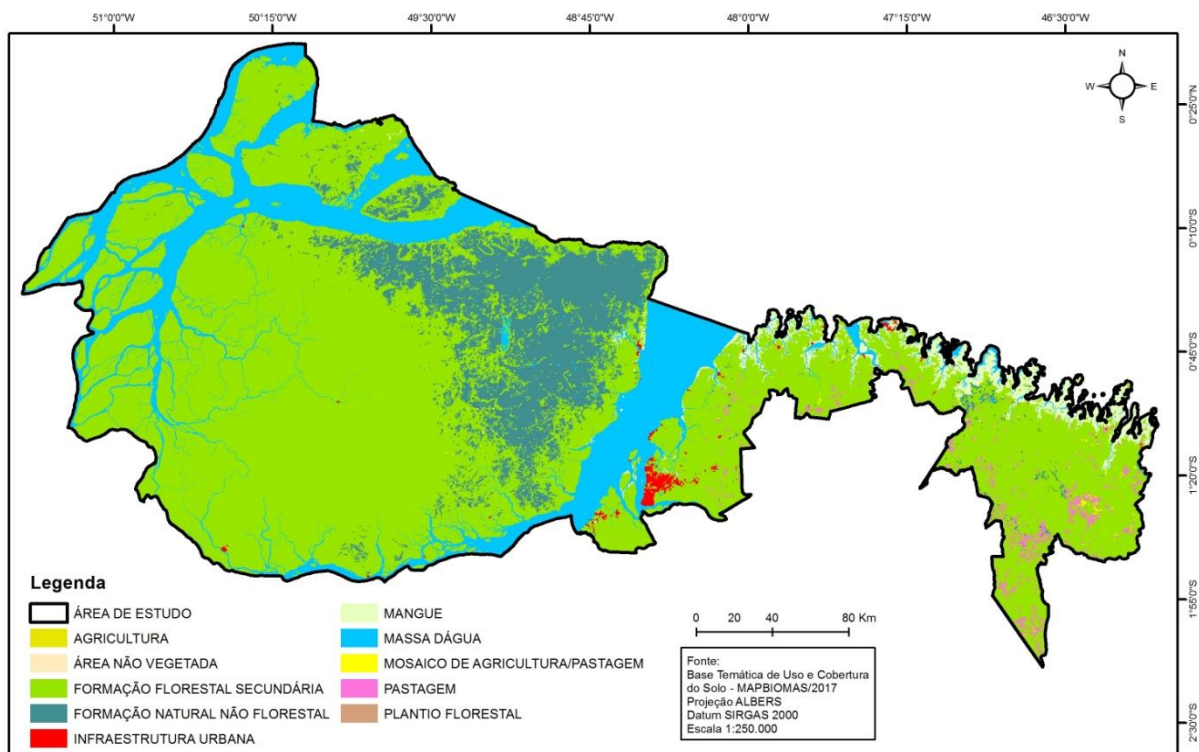 51°0'0"W 50°15'0"W 49°30'0"W 48°45'0"W 48°0'0"W 47°15'0"W 46°30'0"W
N
W E
S
0°25'0"N
0°10'0"S
0°45'0"S
1°20'0"S
1°55'0"S
2°30'0"S
Legenda
ÁREA DE ESTUDO
AGRICULTURA
ÁREA NÃO VEGETADA
FORMAÇÃO FLORESTAL SECUNDÁRIA
FORMAÇÃO NATURAL NÃO FLORESTAL
INFRAESTRUTURA URBANA
MANGUE
MASSA DÁGUA
MOSAICO DE AGRICULTURA/PASTAGEM
PASTAGEM
PLANTIO FLORESTAL
0 20 40 80 Km
Fonte:
Base Temática de Uso e Cobertura
do Solo - MAPBIOMAS/2017
Projeção ALBERS
Datum SIRGAS 2000
Escala 1:250.000